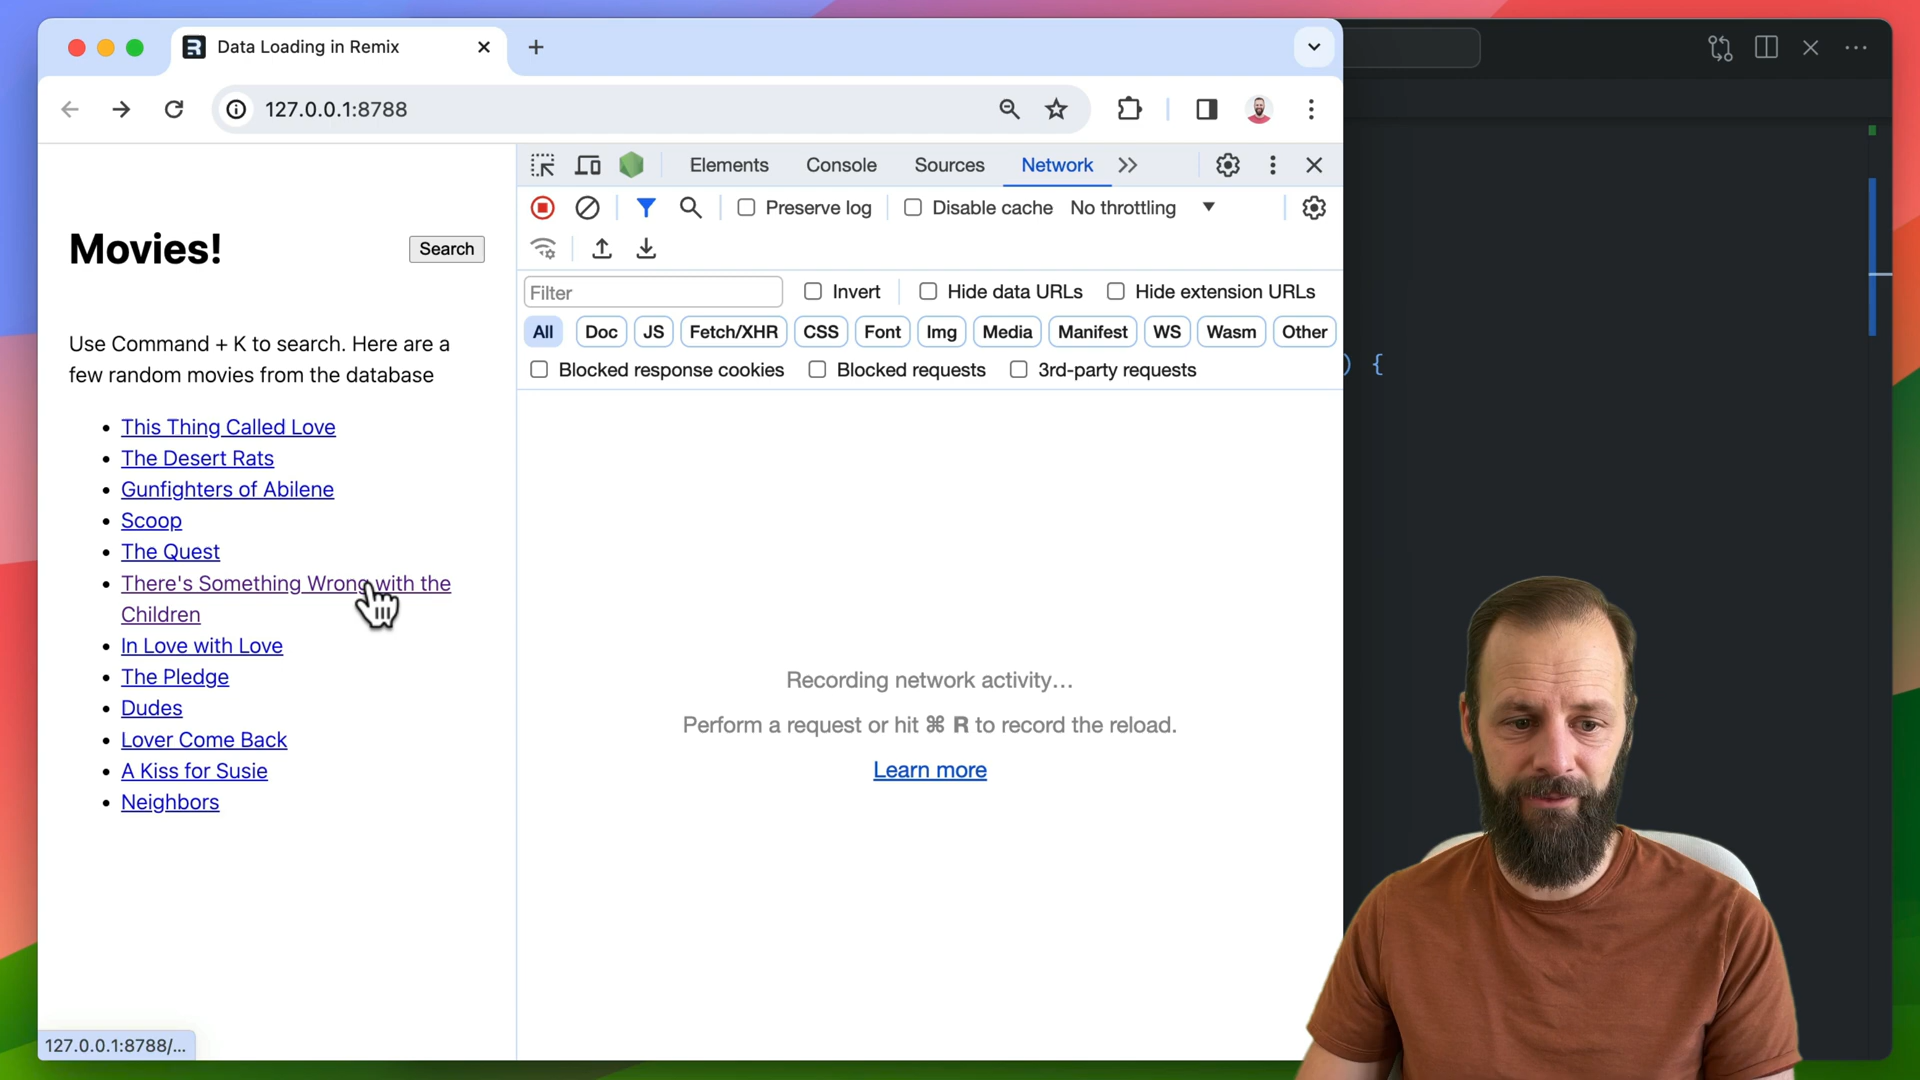 Data Loading in Remix
127.0.0.1:8788
Elements Console Sources Network
Preserve log Disable cache No throttling
Filter Invert Hide data URLs Hide extension URLs
All Doc JS Fetch/XHR CSS Font Img Media Manifest WS Wasm Other
Blocked response cookies Blocked requests 3rd-party requests
Movies! Search
Use Command + K to search. Here are a
few random movies from the database
This Thing Called Love
The Desert Rats
Gunfighters of Abilene
Scoop
The Quest
There's Something Wrong with the
Children
In Love with Love
The Pledge
Dudes
Lover Come Back
A Kiss for Susie
Neighbors
Recording network activity…
Perform a request or hit ⌘ R to record the reload.
Learn more
) {
127.0.0.1:8788/...